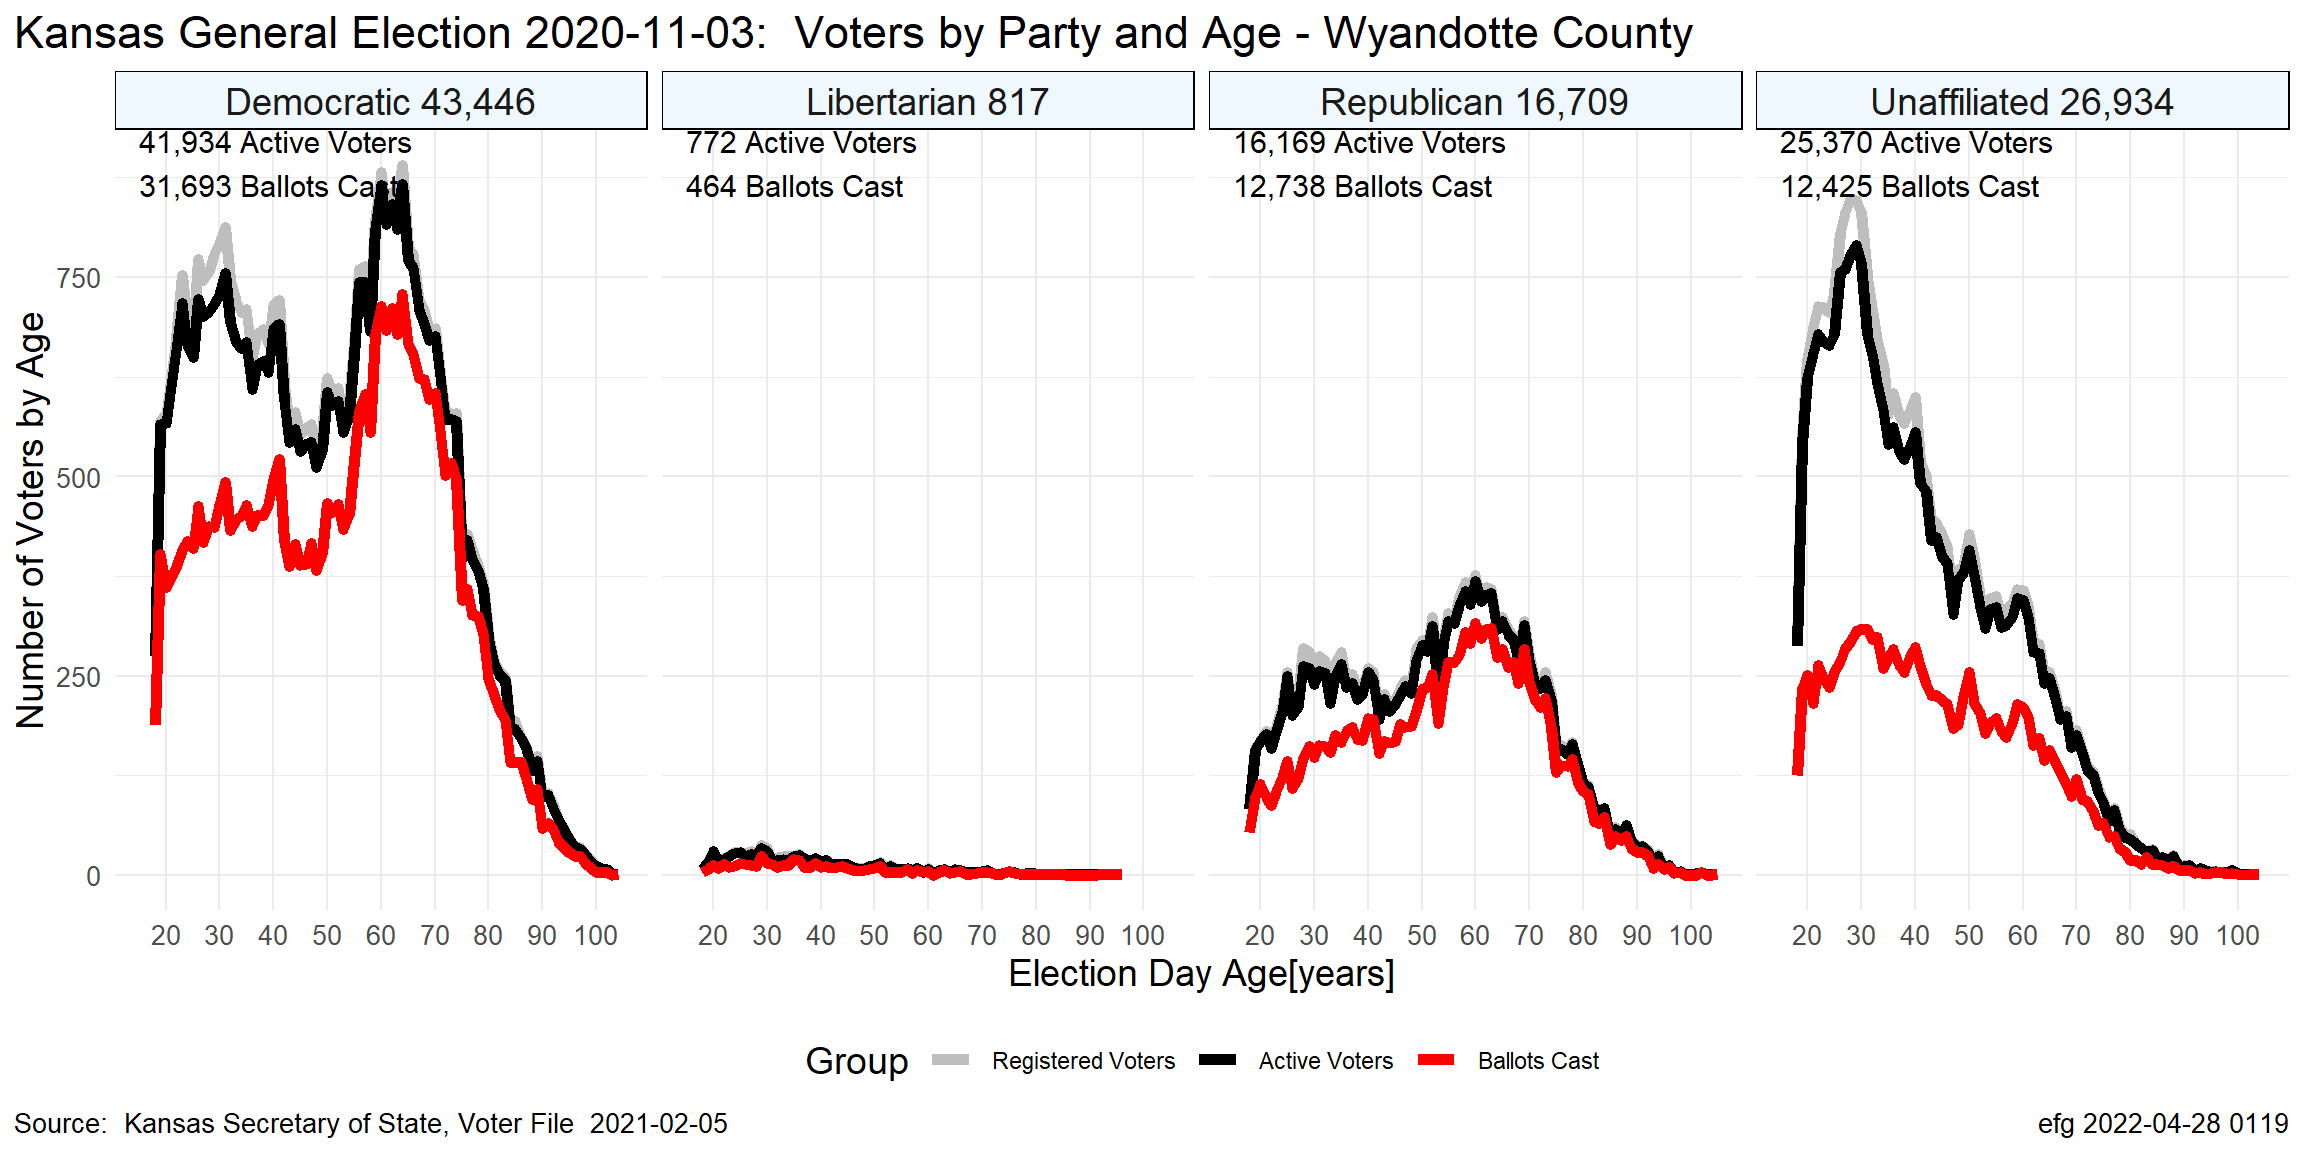 Kansas General Election 2020-11-03:  Voters by Party and Age - Wyandotte County
Democratic 43,446
Libertarian 817
Republican 16,709
Unaffiliated 26,934
41,934 Active Voters
31,693 Ballots Cast
772 Active Voters
464 Ballots Cast
16,169 Active Voters
12,738 Ballots Cast
25,370 Active Voters
12,425 Ballots Cast
Number of Voters by Age
750
500
250
0
20 30 40 50 60 70 80 90 100
20 30 40 50 60 70 80 90 100
20 30 40 50 60 70 80 90 100
20 30 40 50 60 70 80 90 100
Election Day Age[years]
Group Registered Voters Active Voters Ballots Cast
Source:  Kansas Secretary of State, Voter File  2021-02-05
efg 2022-04-28 0119